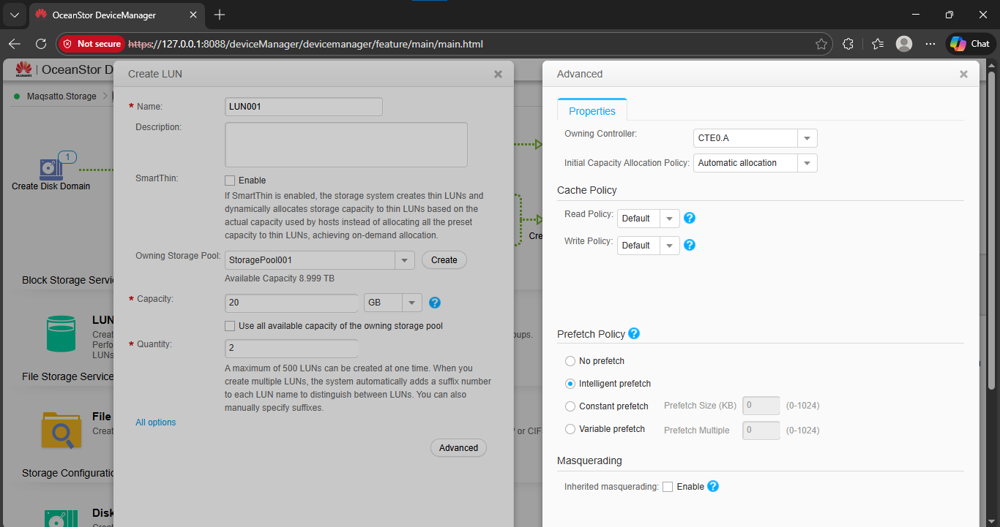 OceanStor DeviceManager
Not secure https://127.0.0.1:8088/deviceManager/devicemanager/feature/main/main.html
Chat
HUAWEI | OceanStor D
Maqsatto.Storage
1
Create Disk Domain
Block Storage Servi
LUN
Creat
Perfo
LUNs
File Storage Service
File
Creat
Storage Configuratio
Disk
Creat
Create LUN
* Name: LUN001
Description:
SmartThin: Enable
If SmartThin is enabled, the storage system creates thin LUNs and
dynamically allocates storage capacity to thin LUNs based on the
actual capacity used by hosts instead of allocating all the preset
capacity to thin LUNs, achieving on-demand allocation.
Owning Storage Pool: StoragePool001 Create
Available Capacity 8.999 TB
* Capacity: 20 GB ?
Use all available capacity of the owning storage pool
* Quantity: 2
A maximum of 500 LUNs can be created at one time. When you
create multiple LUNs, the system automatically adds a suffix number
to each LUN name to distinguish between LUNs. You can also
manually specify suffixes.
All options
Advanced
Cre
oups.
or CIF
Advanced
Properties
Owning Controller: CTE0.A
Initial Capacity Allocation Policy: Automatic allocation
Cache Policy
Read Policy: Default ?
Write Policy: Default ?
Prefetch Policy ?
No prefetch
Intelligent prefetch
Constant prefetch Prefetch Size (KB) 0 (0-1024)
Variable prefetch Prefetch Multiple 0 (0-1024)
Masquerading
Inherited masquerading: Enable ?